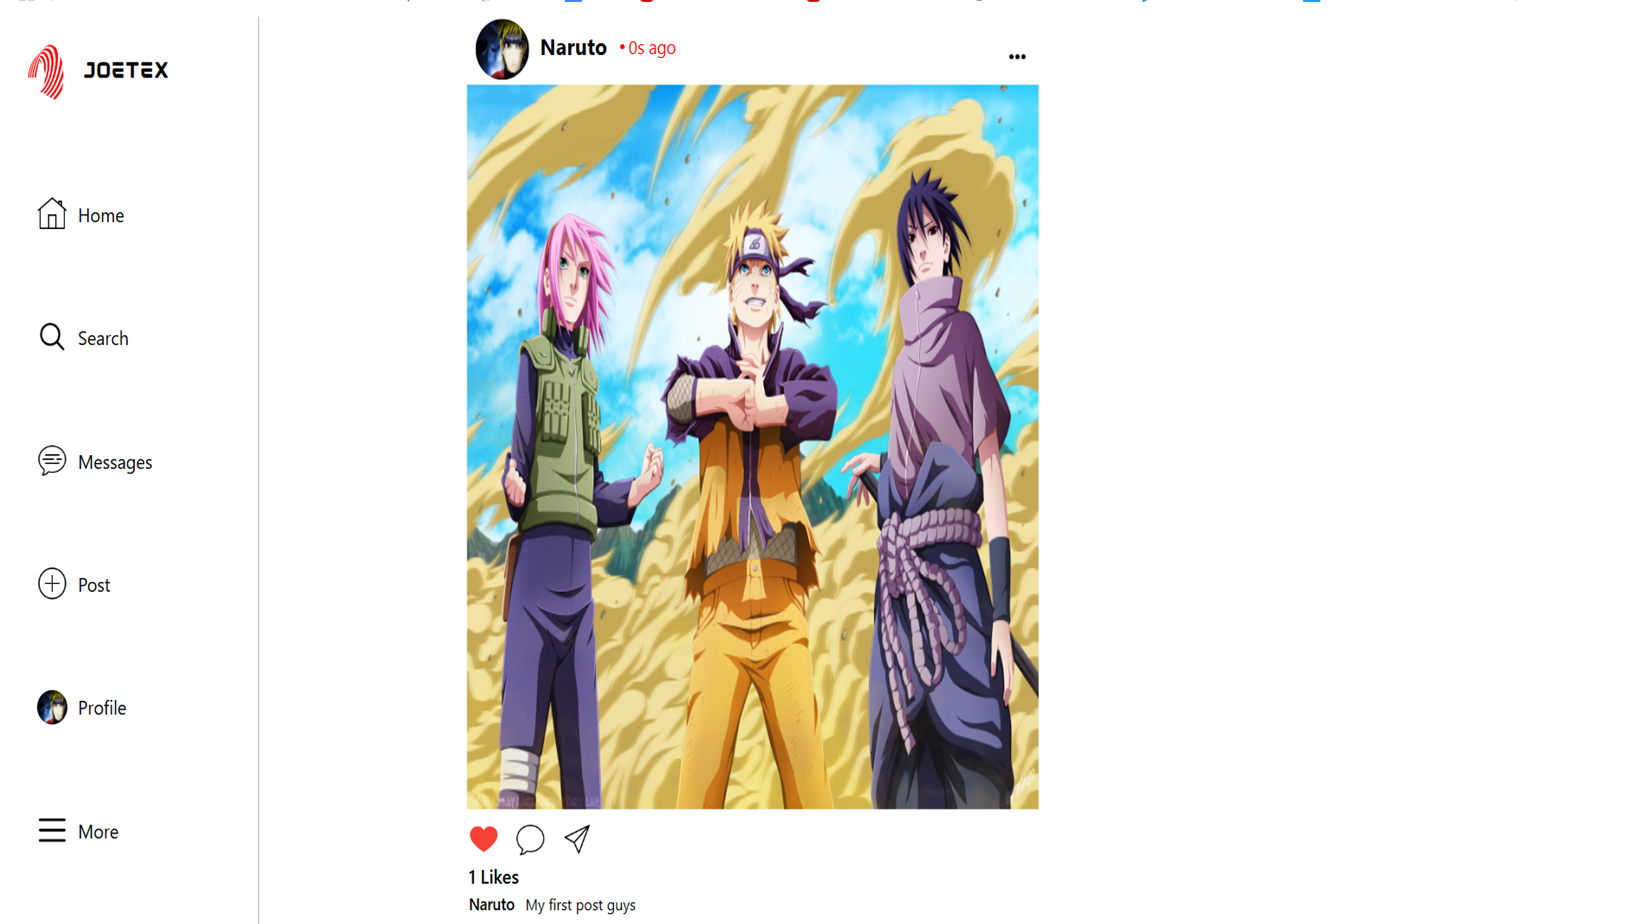 JOETEX
Home
Search
Messages
Post
Profile
More
Naruto • 0s ago
1 Likes
Naruto My first post guys